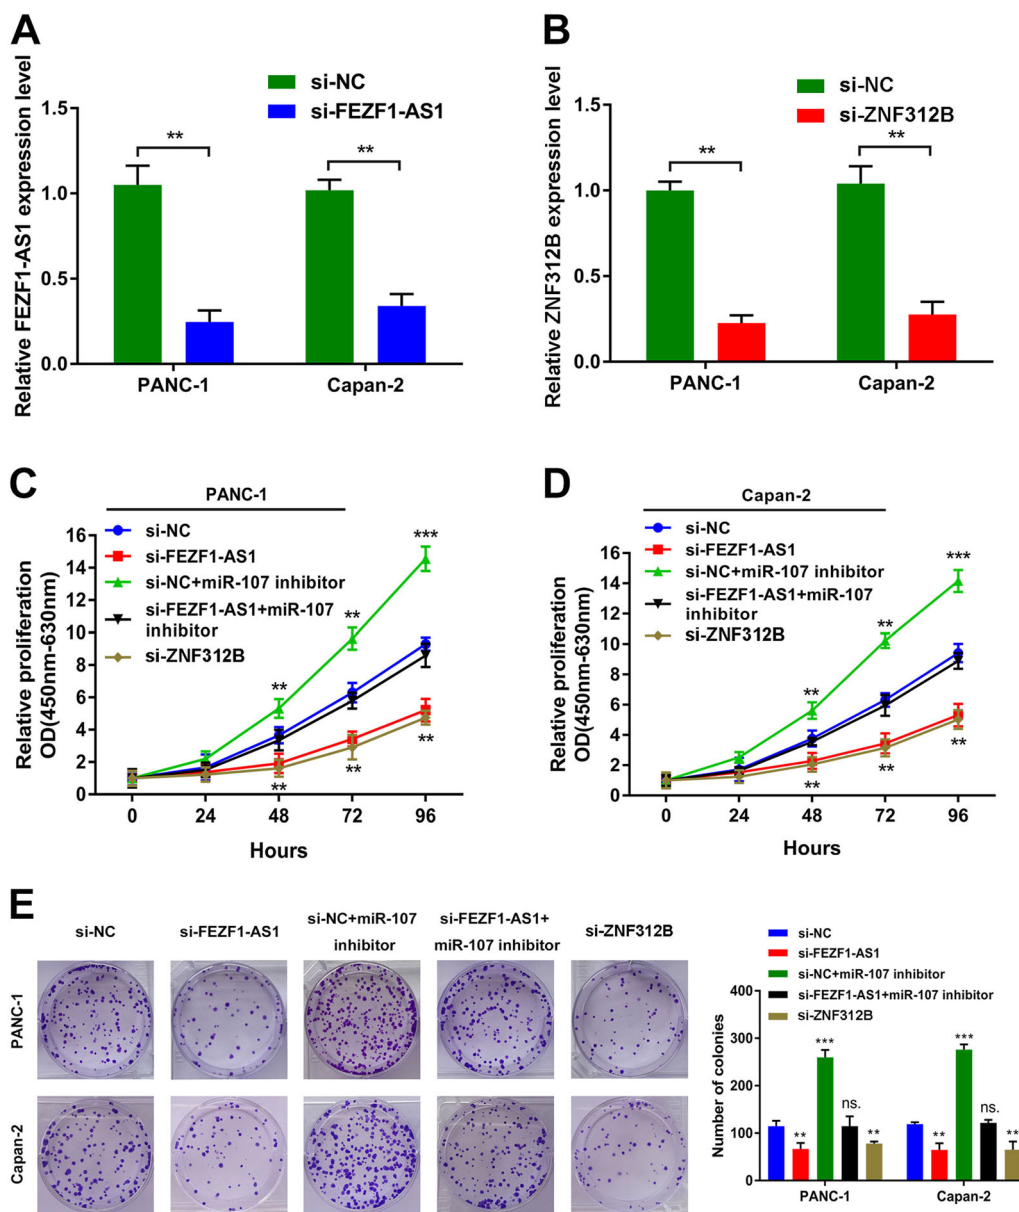 A
si-NC
si-FEZF1-AS1
Relative FEZF1-AS1 expression level
1.5
1.0
0.5
0.0
**
**
PANC-1
Capan-2
B
si-NC
si-ZNF312B
Relative ZNF312B expression level
1.5
1.0
0.5
0.0
**
**
PANC-1
Capan-2
C
PANC-1
si-NC
si-FEZF1-AS1
si-NC+miR-107 inhibitor
si-FEZF1-AS1+miR-107
inhibitor
si-ZNF312B
Relative proliferation
OD(450nm-630nm)
16
14
12
10
8
6
4
2
0
**
**
***
**
**
**
0
24
48
72
96
Hours
D
Capan-2
si-NC
si-FEZF1-AS1
si-NC+miR-107 inhibitor
si-FEZF1-AS1+miR-107
inhibitor
si-ZNF312B
Relative proliferation
OD(450nm-630nm)
16
14
12
10
8
6
4
2
0
**
**
***
**
**
**
0
24
48
72
96
Hours
E
si-NC
si-FEZF1-AS1
si-NC+miR-107
inhibitor
si-FEZF1-AS1+
miR-107 inhibitor
si-ZNF312B
PANC-1
Capan-2
si-NC
si-FEZF1-AS1
si-NC+miR-107 inhibitor
si-FEZF1-AS1+miR-107 inhibitor
si-ZNF312B
Number of colonies
400
300
200
100
0
**
***
ns.
**
**
***
ns.
**
PANC-1
Capan-2